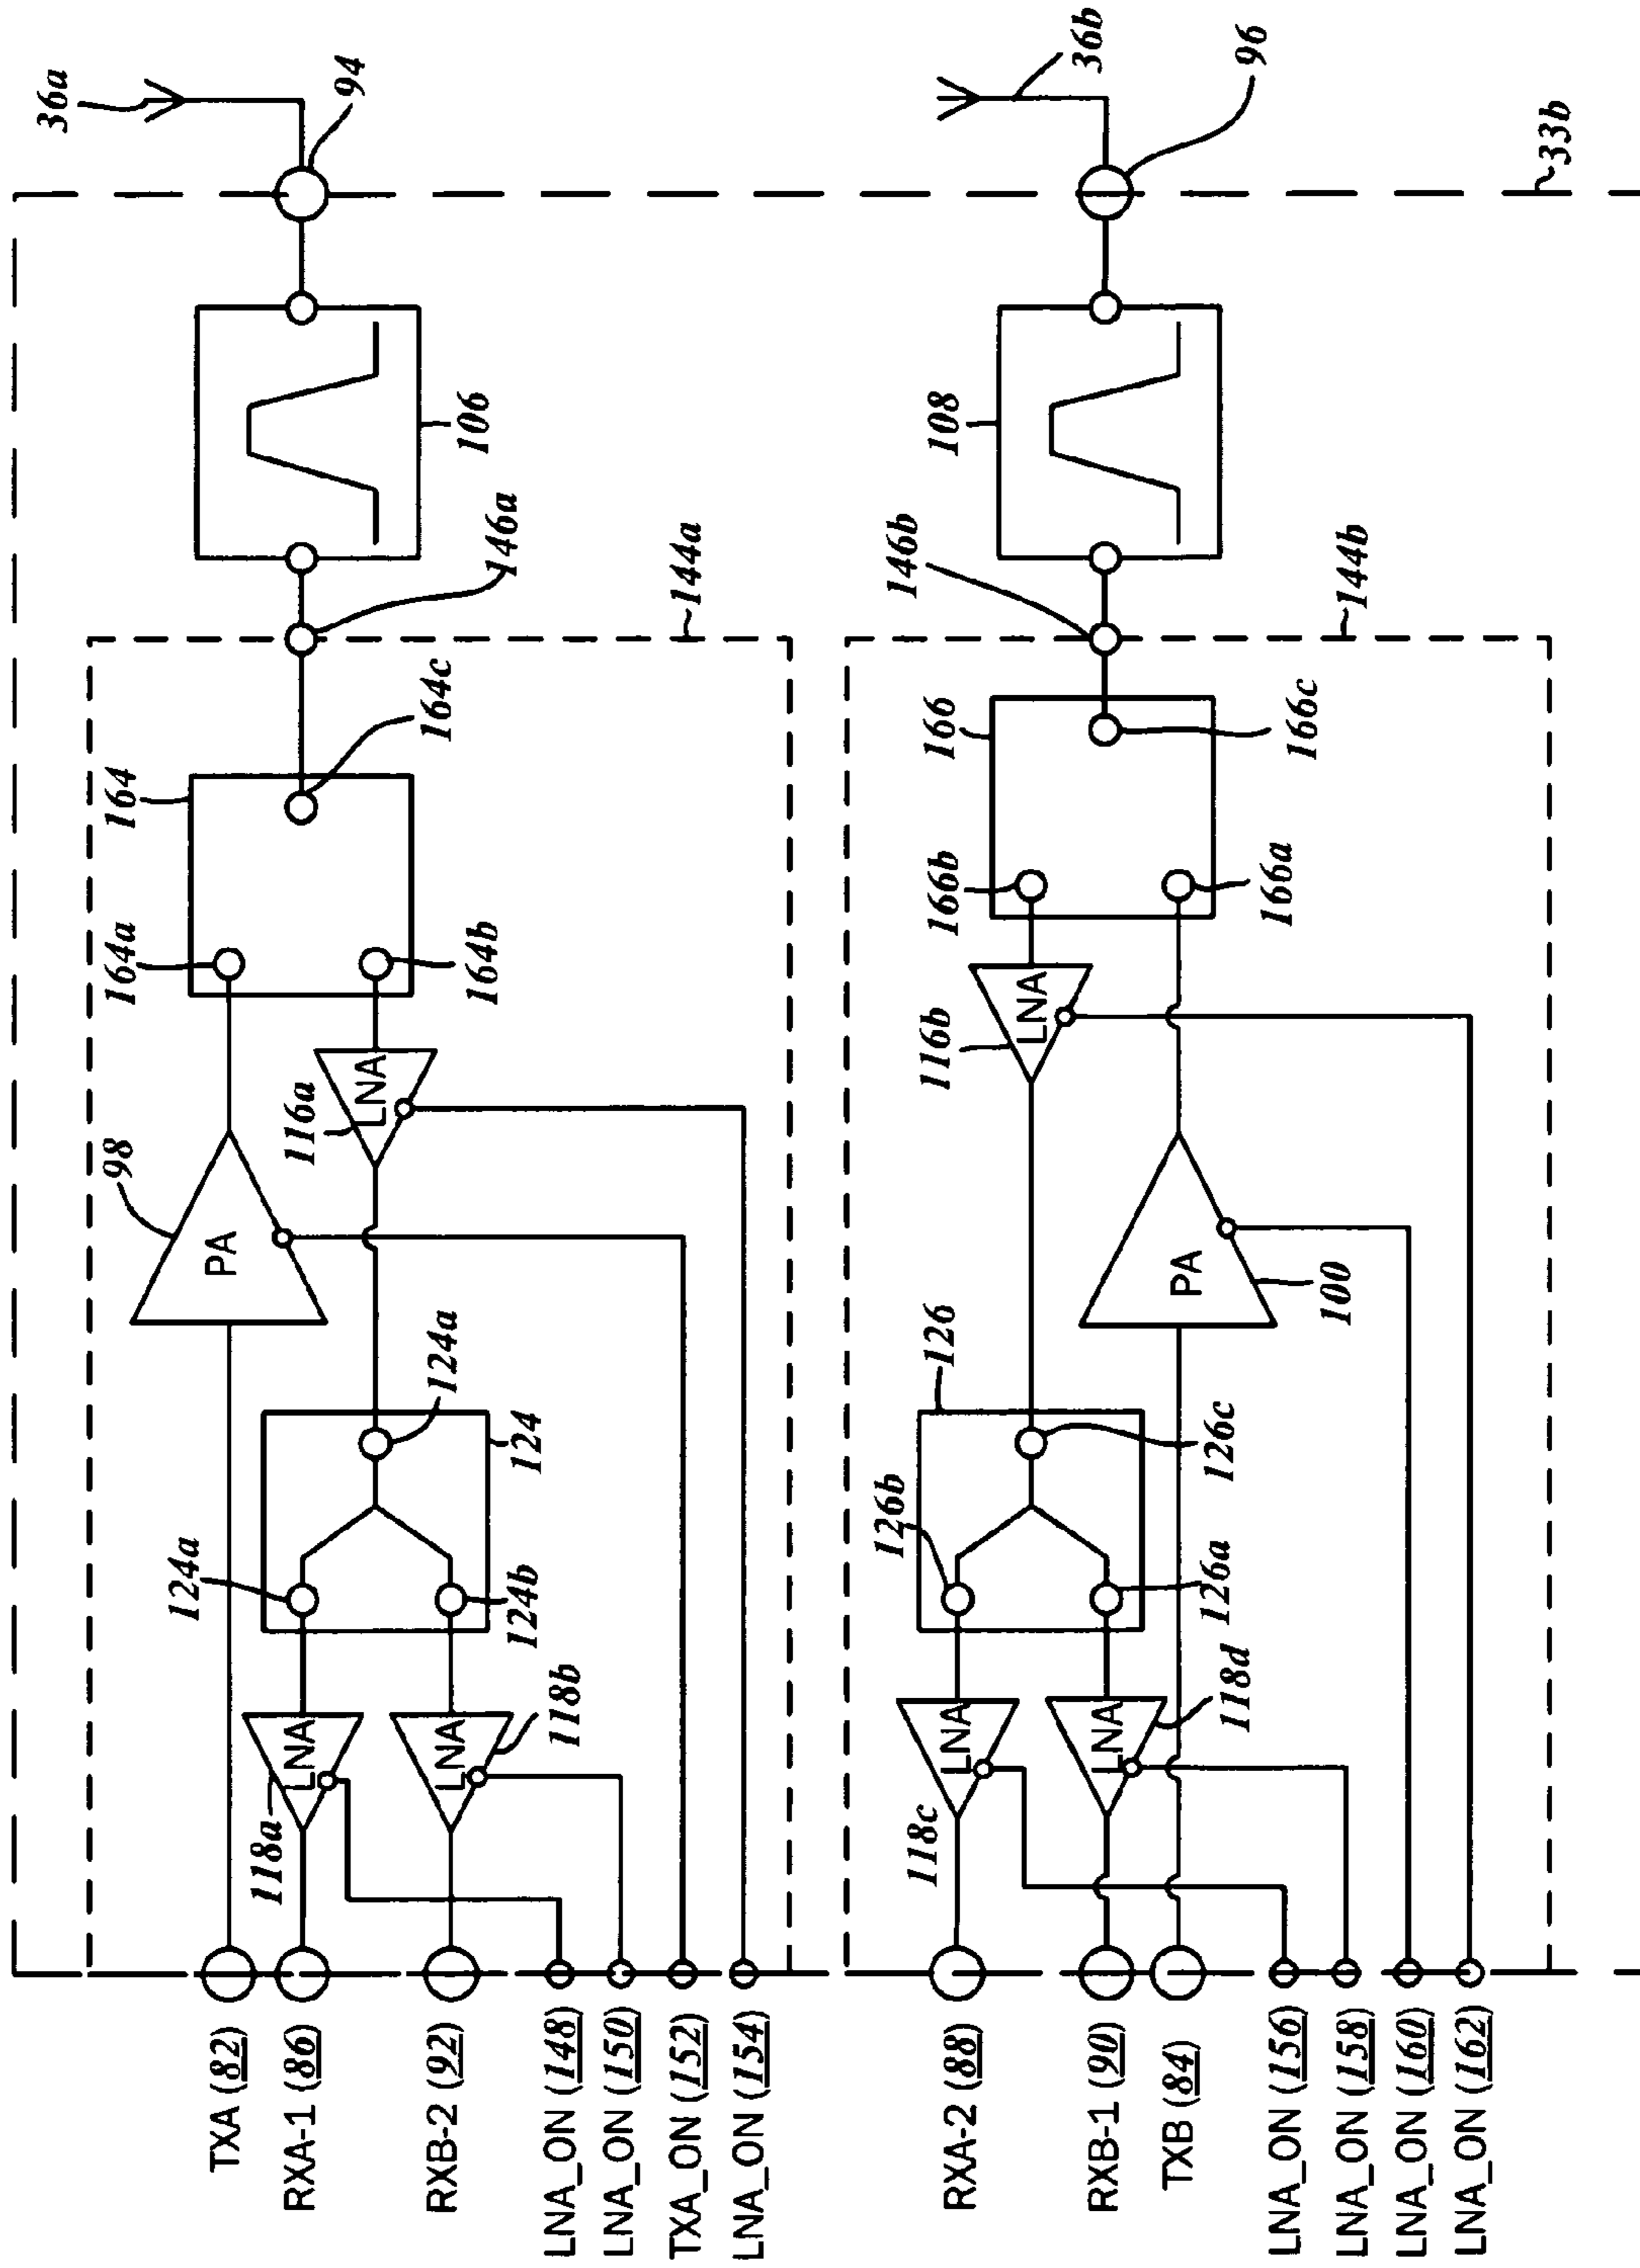 36a
94
36b
96
33b
106
108
146a
144a
146b
144b
164
164c
166
166c
164a
164b
166b
166a
98
PA
116a
LNA
116b
LNA
PA
100
124a
124
126
126c
124a
124b
126b
126a
118a
LNA
LNA
118b
118c
LNA
LNA
118d
TXA (82)
RXA-1 (86)
RXB-2 (92)
LNA_ON (148)
LNA_ON (150)
TXA_ON (152)
LNA_ON (154)
RXA-2 (88)
RXB-1 (90)
TXB (84)
LNA_ON (156)
LNA_ON (158)
LNA_ON (160)
LNA_ON (162)